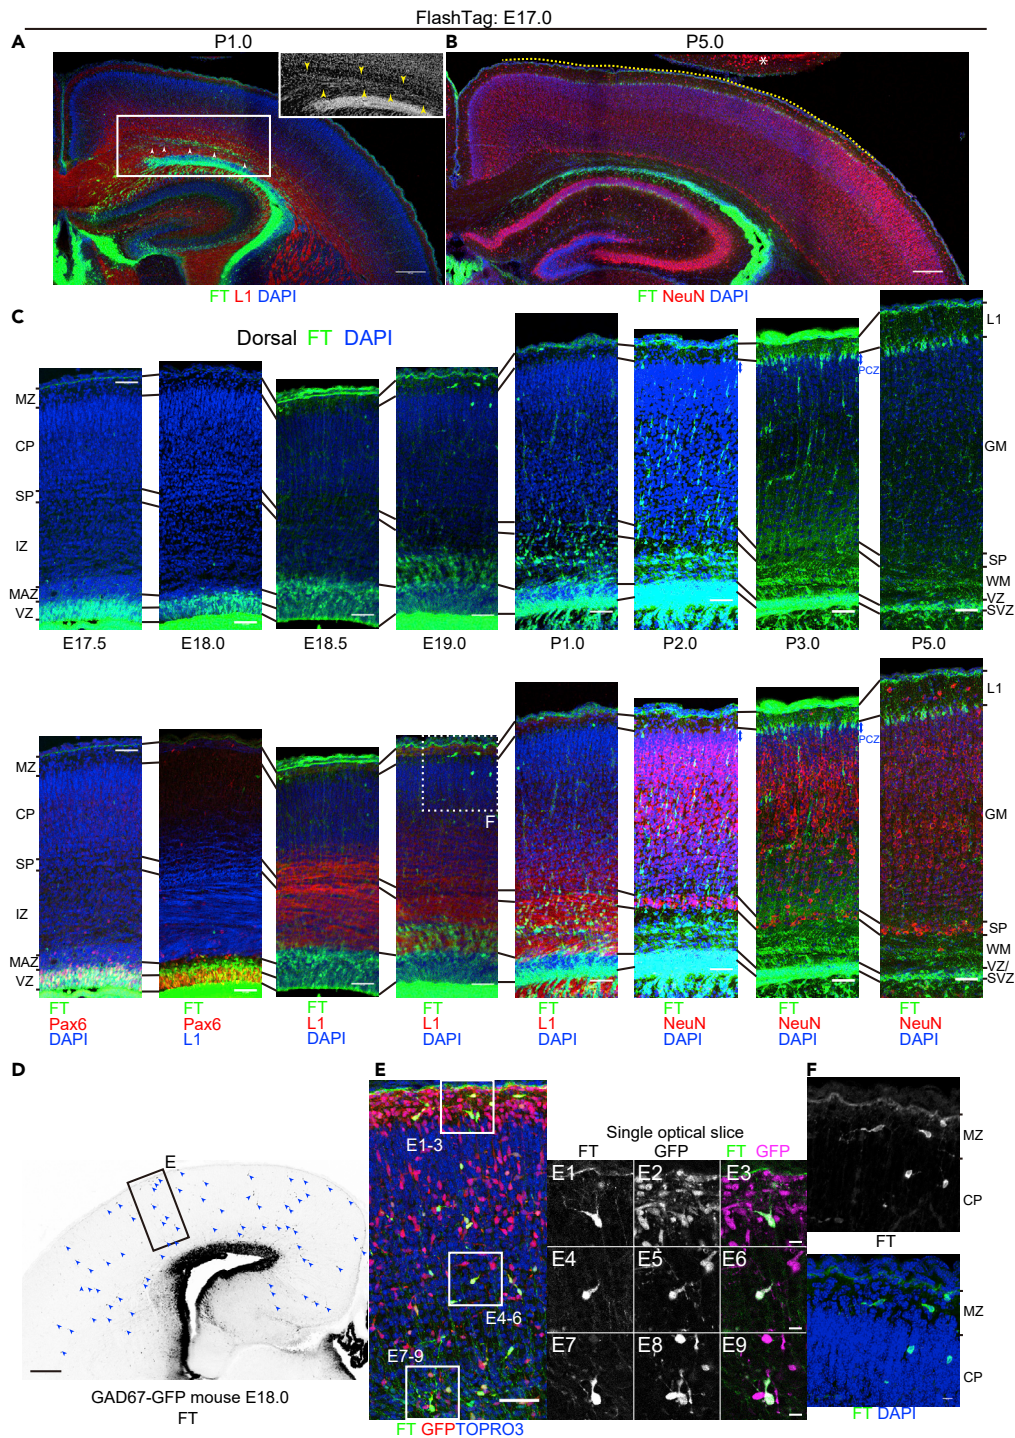 FlashTag: E17.0
A P1.0 B P5.0
*
FT L1 DAPI
FT NeuN DAPI
C
Dorsal FT DAPI
L1
PCZ
MZ
CP
GM
SP
IZ
SP
WM
MAZ
VZ
VZ
SVZ
E17.5 E18.0 E18.5 E19.0 P1.0 P2.0 P3.0 P5.0
L1
PCZ
MZ
CP
F
GM
SP
IZ
SP
WM
MAZ
VZ
VZ/
SVZ
FT FT FT FT FT FT FT FT
Pax6 Pax6 L1 L1 L1 NeuN NeuN NeuN
DAPI L1 DAPI DAPI DAPI DAPI DAPI DAPI
D E F
E
E1-3
E4-6
E7-9
Single optical slice
FT GFP FT GFP
E1 E2 E3
E4 E5 E6
E7 E8 E9
MZ
CP
FT
MZ
CP
FT DAPI
GAD67-GFP mouse E18.0
FT
FT GFP TOPRO3